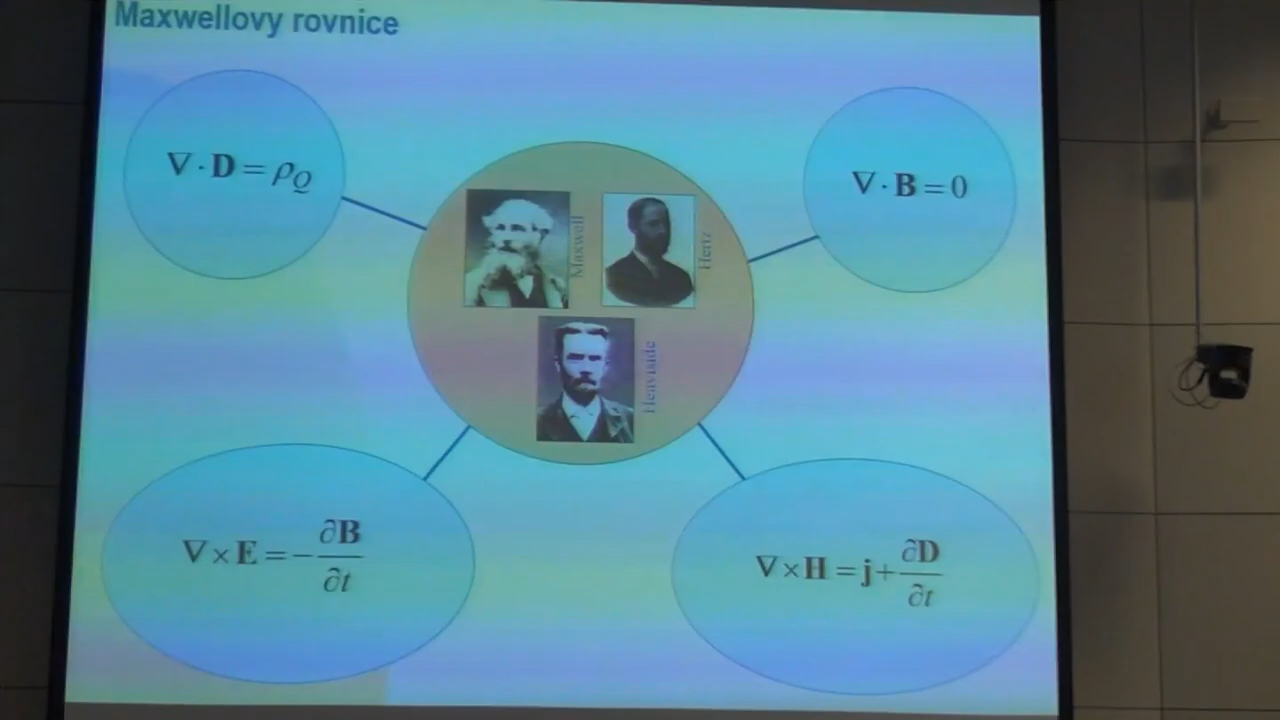 Maxwellovy rovnice
∇ · D = ρ_Q
∇ · B = 0
Maxwell
Hertz
Heaviside
∇ × E = − ∂B/∂t
∇ × H = j + ∂D/∂t